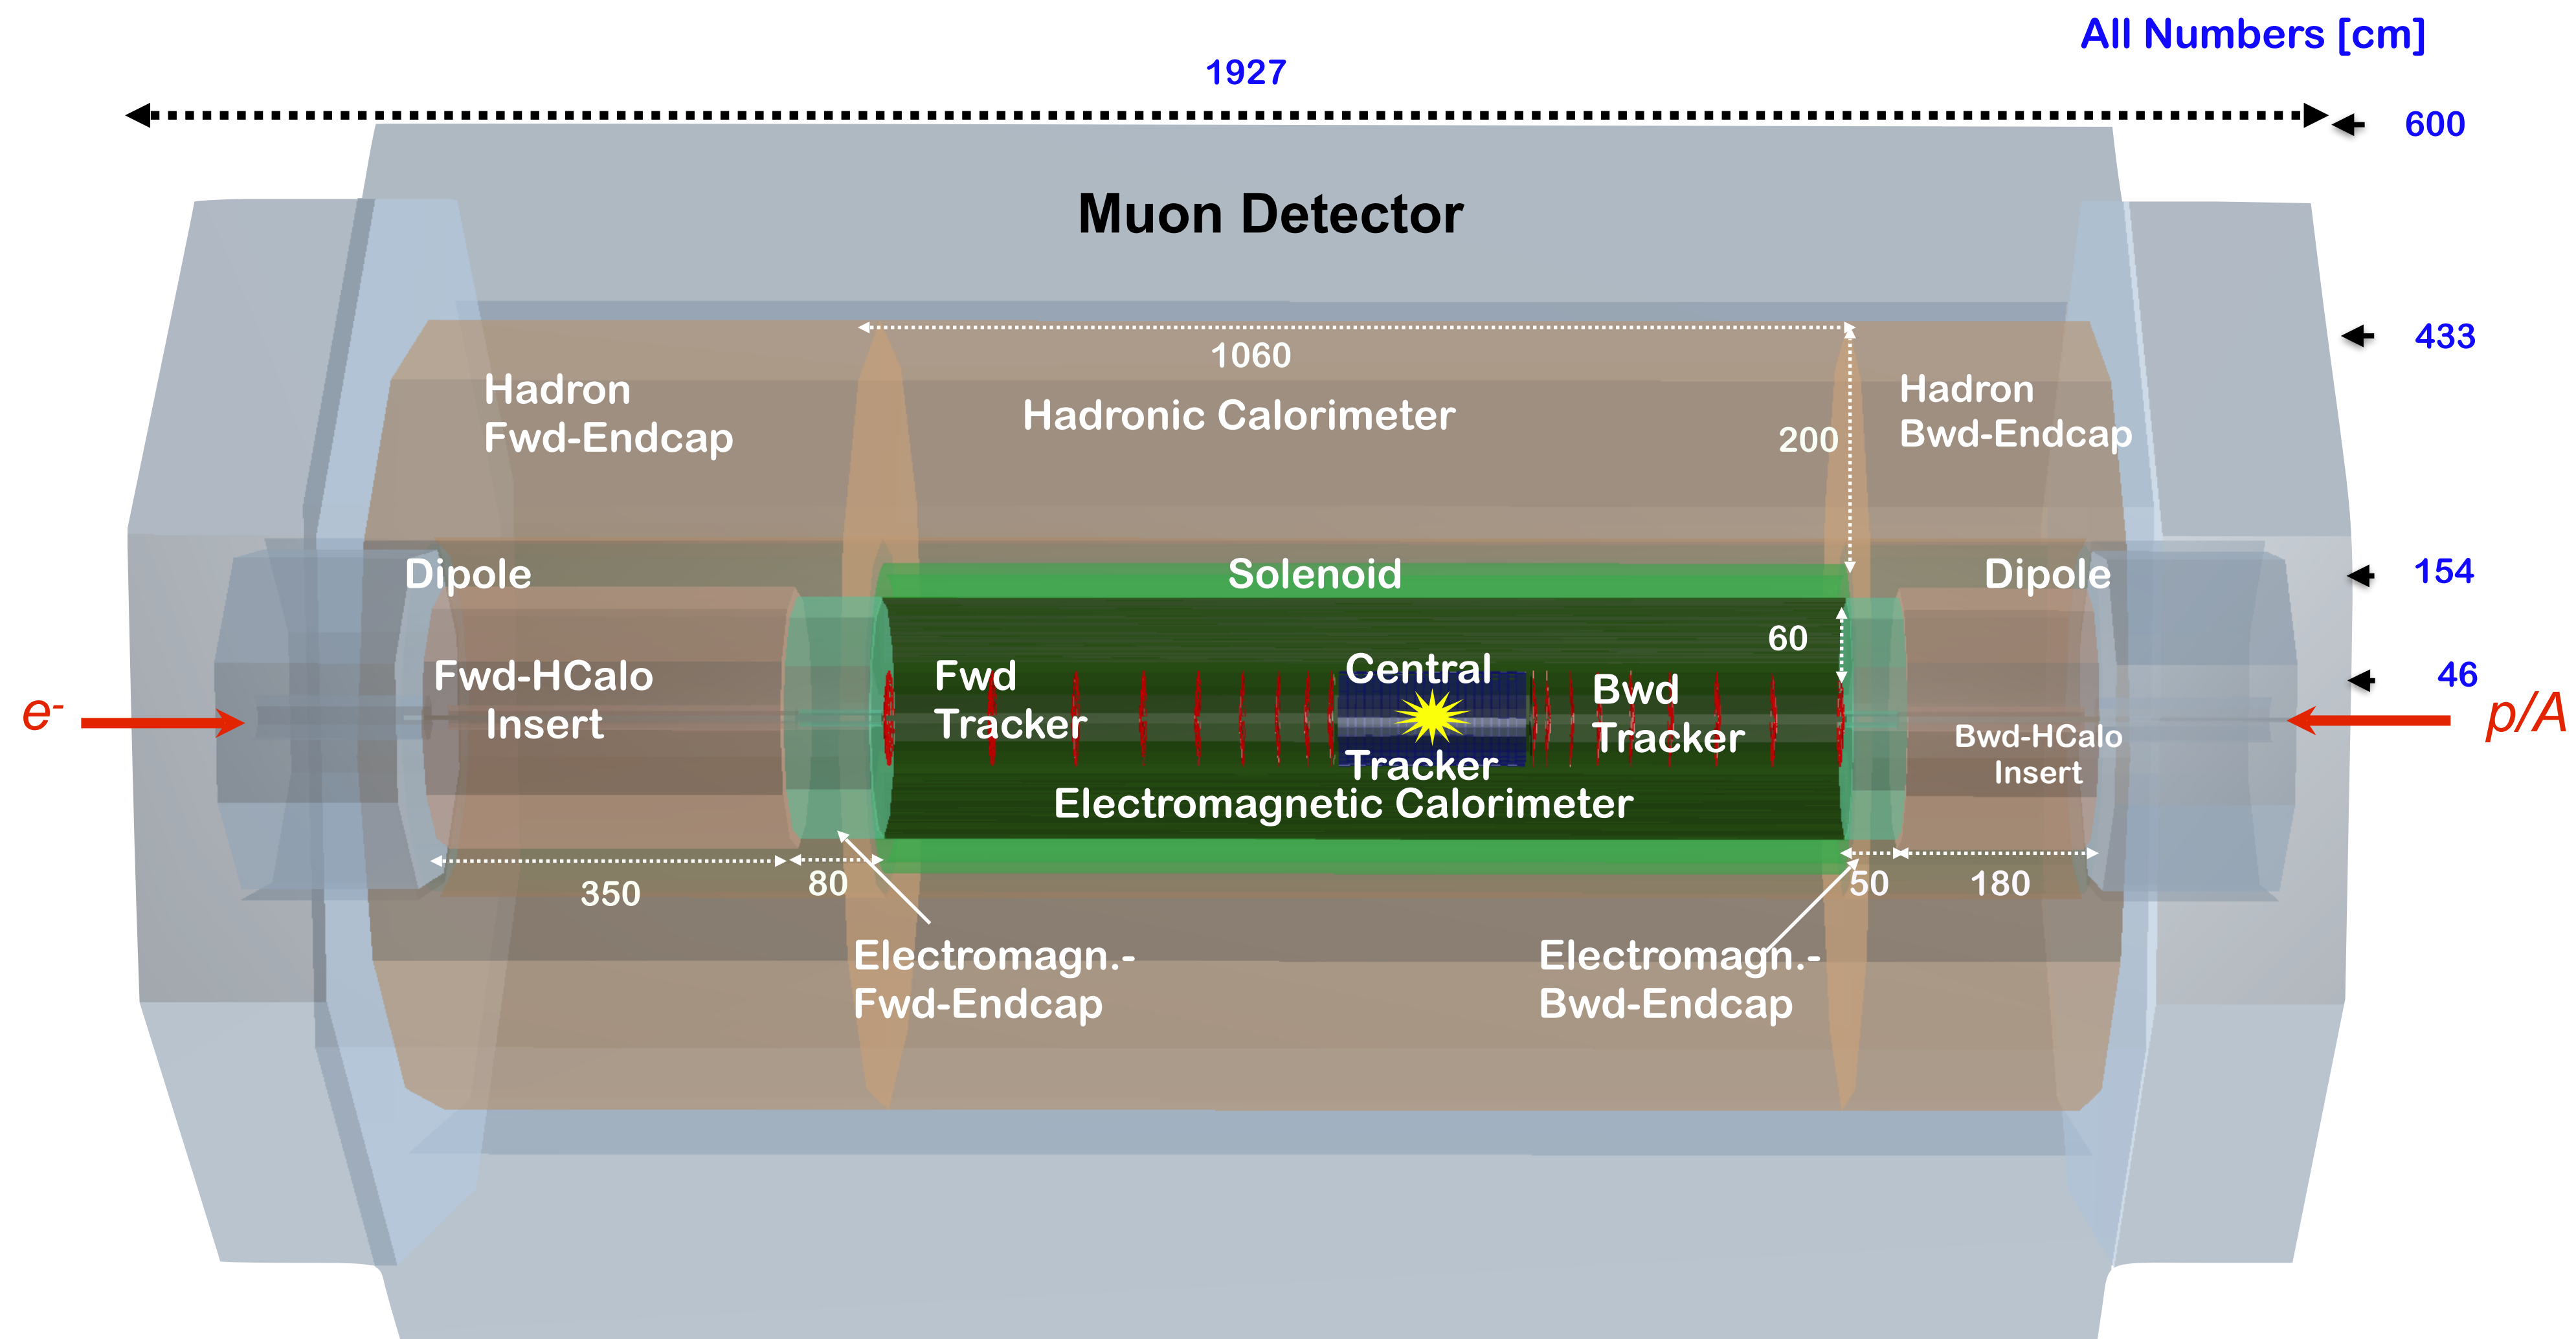 All Numbers [cm]
1927
600
Muon Detector
433
1060
Hadron
Fwd-Endcap
Hadronic Calorimeter
200
Hadron
Bwd-Endcap
Dipole
Solenoid
Dipole
154
60
Fwd-HCalo
Insert
Fwd
Tracker
Central
Tracker
Bwd
Tracker
46
e-
p/A
Bwd-HCalo
Insert
Electromagnetic Calorimeter
350
80
50
180
Electromagn.-
Fwd-Endcap
Electromagn.-
Bwd-Endcap